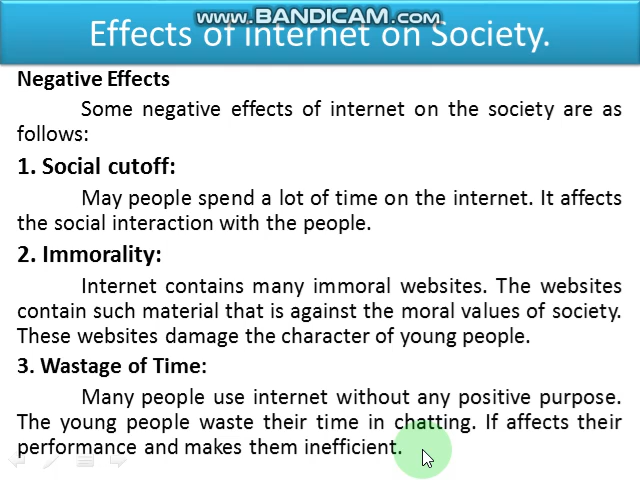 www.BANDICAM.com
Effects of internet on Society.
Negative Effects
Some negative effects of internet on the society are as
follows:
1. Social cutoff:
May people spend a lot of time on the internet. It affects
the social interaction with the people.
2. Immorality:
Internet contains many immoral websites. The websites
contain such material that is against the moral values of society.
These websites damage the character of young people.
3. Wastage of Time:
Many people use internet without any positive purpose.
The young people waste their time in chatting. If affects their
performance and makes them inefficient.